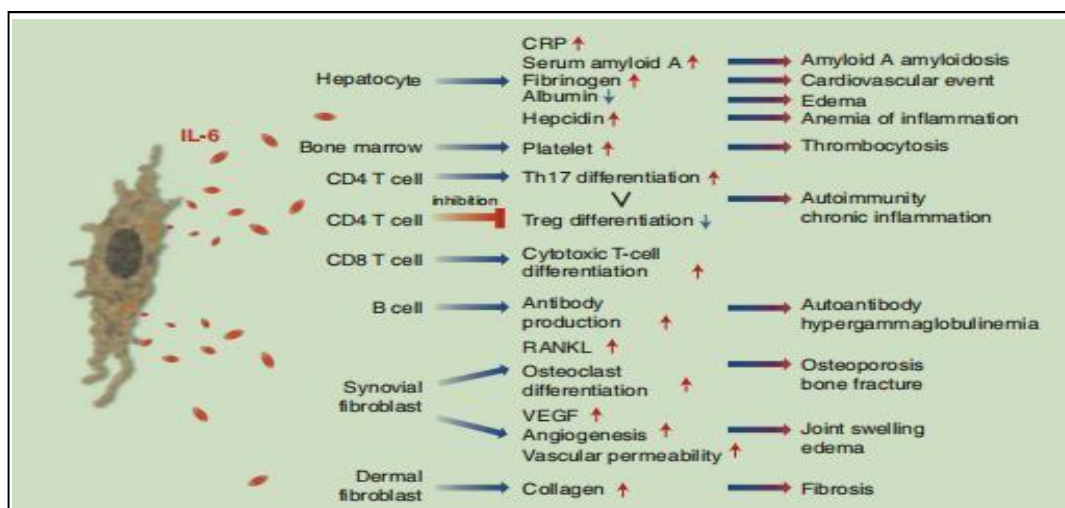 IL-6
Hepatocyte
CRP ↑
Serum amyloid A ↑
Fibrinogen ↑
Albumin ↓
Hepcidin ↑
Amyloid A amyloidosis
Cardiovascular event
Edema
Anemia of inflammation
Bone marrow
Platelet ↑
Thrombocytosis
CD4 T cell
Th17 differentiation ↑
inhibition
CD4 T cell
Treg differentiation ↓
Autoimmunity
chronic inflammation
CD8 T cell
Cytotoxic T-cell
differentiation ↑
B cell
Antibody
production ↑
Autoantibody
hypergammaglobulinemia
Synovial
fibroblast
RANKL ↑
Osteoclast
differentiation ↑
Osteoporosis
bone fracture
VEGF ↑
Angiogenesis ↑
Vascular permeability ↑
Joint swelling
edema
Dermal
fibroblast
Collagen ↑
Fibrosis